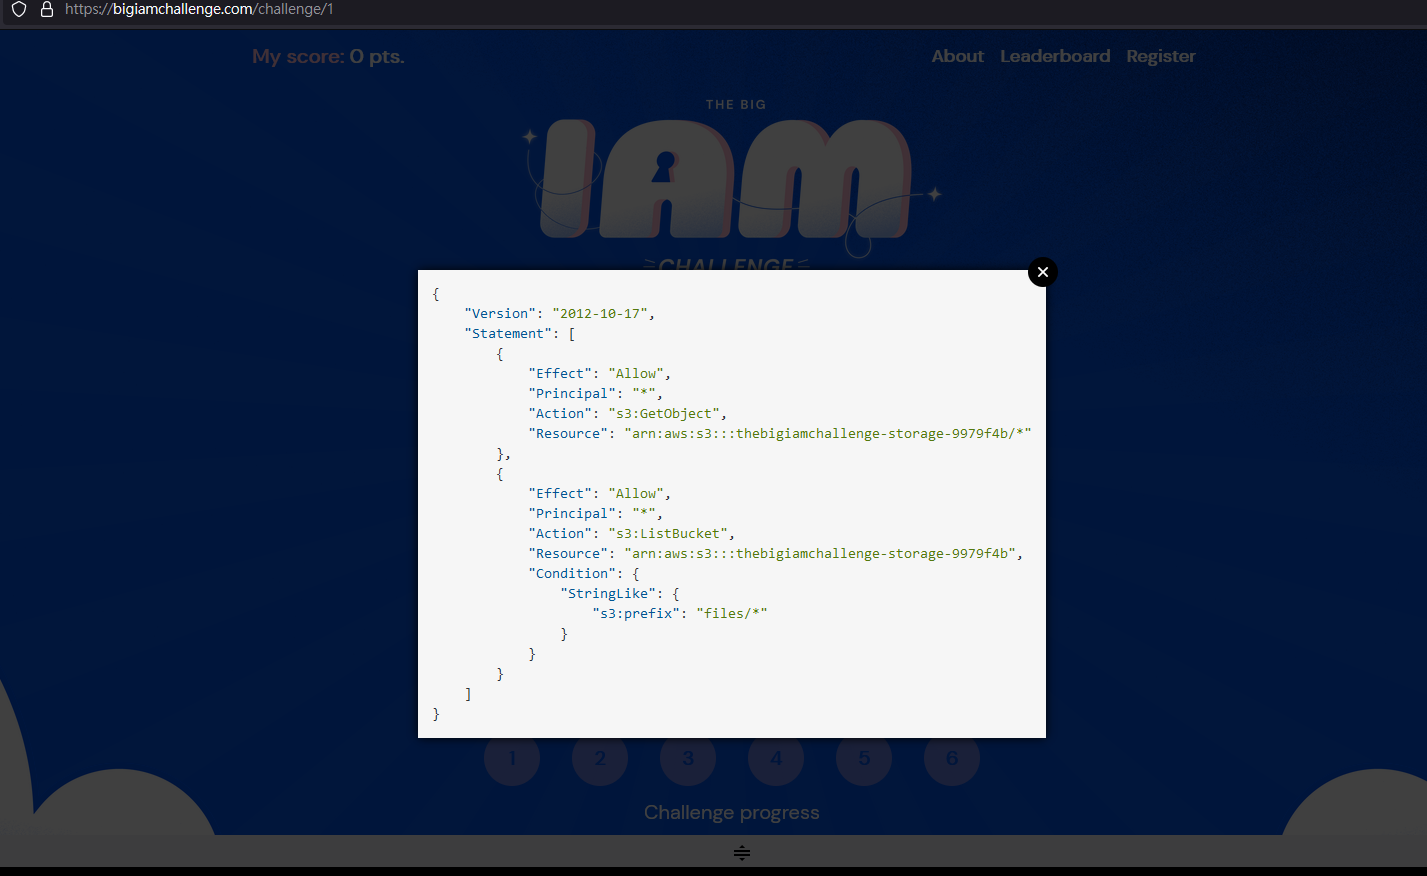 https://bigiamchallenge.com/challenge/1
My score: 0 pts.
About Leaderboard Register
THE BIG
IAM
CHALLENGE
{
    "Version": "2012-10-17",
    "Statement": [
        {
            "Effect": "Allow",
            "Principal": "*",
            "Action": "s3:GetObject",
            "Resource": "arn:aws:s3:::thebigiamchallenge-storage-9979f4b/*"
        },
        {
            "Effect": "Allow",
            "Principal": "*",
            "Action": "s3:ListBucket",
            "Resource": "arn:aws:s3:::thebigiamchallenge-storage-9979f4b",
            "Condition": {
                "StringLike": {
                    "s3:prefix": "files/*"
                }
            }
        }
    ]
}
1 2 3 4 5 6
Challenge progress